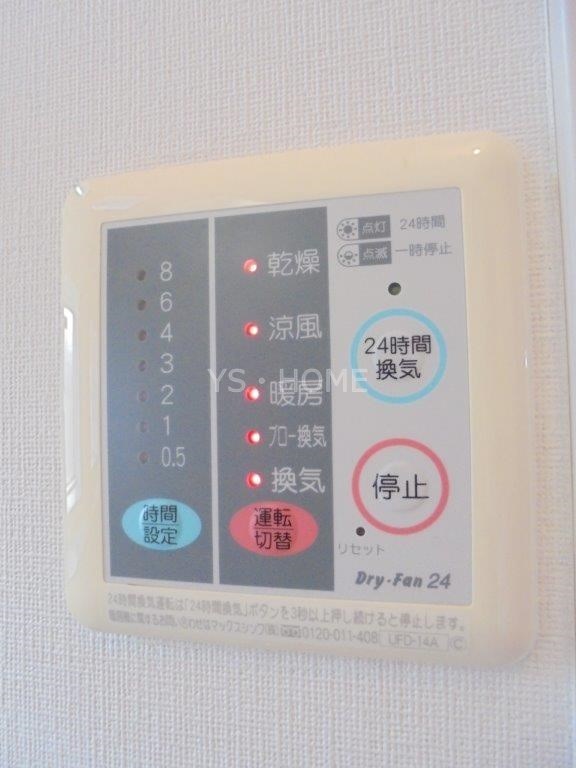 8
6
4
3
2
1
0.5
時間
設定
乾燥
涼風
暖房
ブロー換気
換気
運転
切替
点灯 24時間
点滅 一時停止
24時間
換気
停止
リセット
Dry・Fan 24
24時間換気運転は「24時間換気」ボタンを3秒以上押し続けると停止します。
0120-011-408 UFD-14A C
YS・HOME